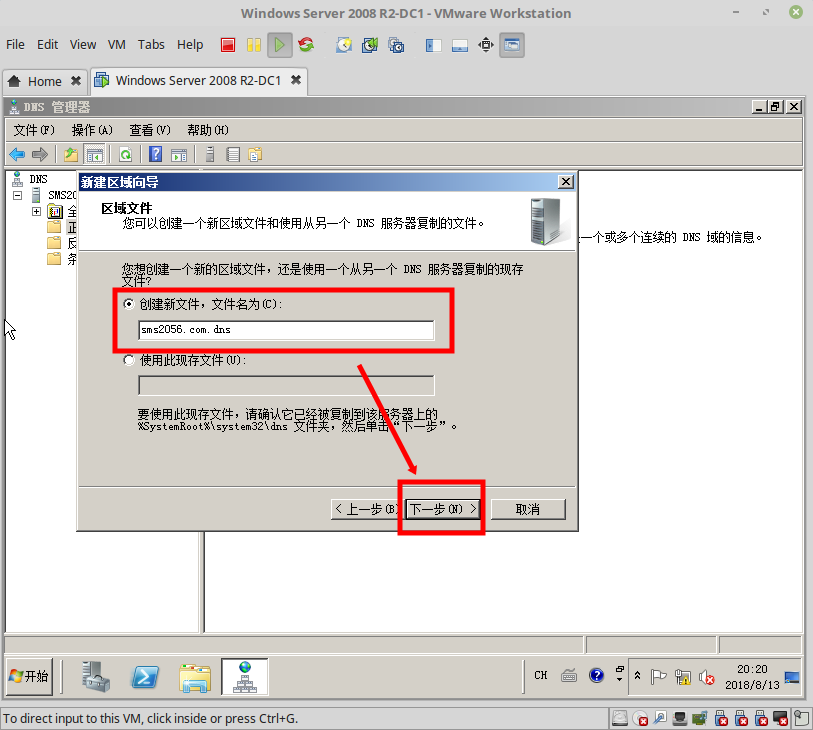 Windows Server 2008 R2-DC1 - VMware Workstation
File Edit View VM Tabs Help
Home
Windows Server 2008 R2-DC1
DNS 管理器
文件(F) 操作(A) 查看(V) 帮助(H)
DNS
新建区域向导
区域文件
您可以创建一个新区域文件和使用从另一个 DNS 服务器复制的文件。
一个或多个连续的 DNS 域的信息。
您想创建一个新的区域文件，还是使用一个从另一个 DNS 服务器复制的现存
文件?
创建新文件，文件名为(C):
sms2056.com.dns
使用此现存文件(U):
要使用此现存文件，请确认它已经被复制到该服务器上的
%SystemRoot%\system32\dns 文件夹，然后单击“下一步”。
< 上一步(B)
下一步(N) >
取消
开始
CH
20:20
2018/8/13
To direct input to this VM, click inside or press Ctrl+G.